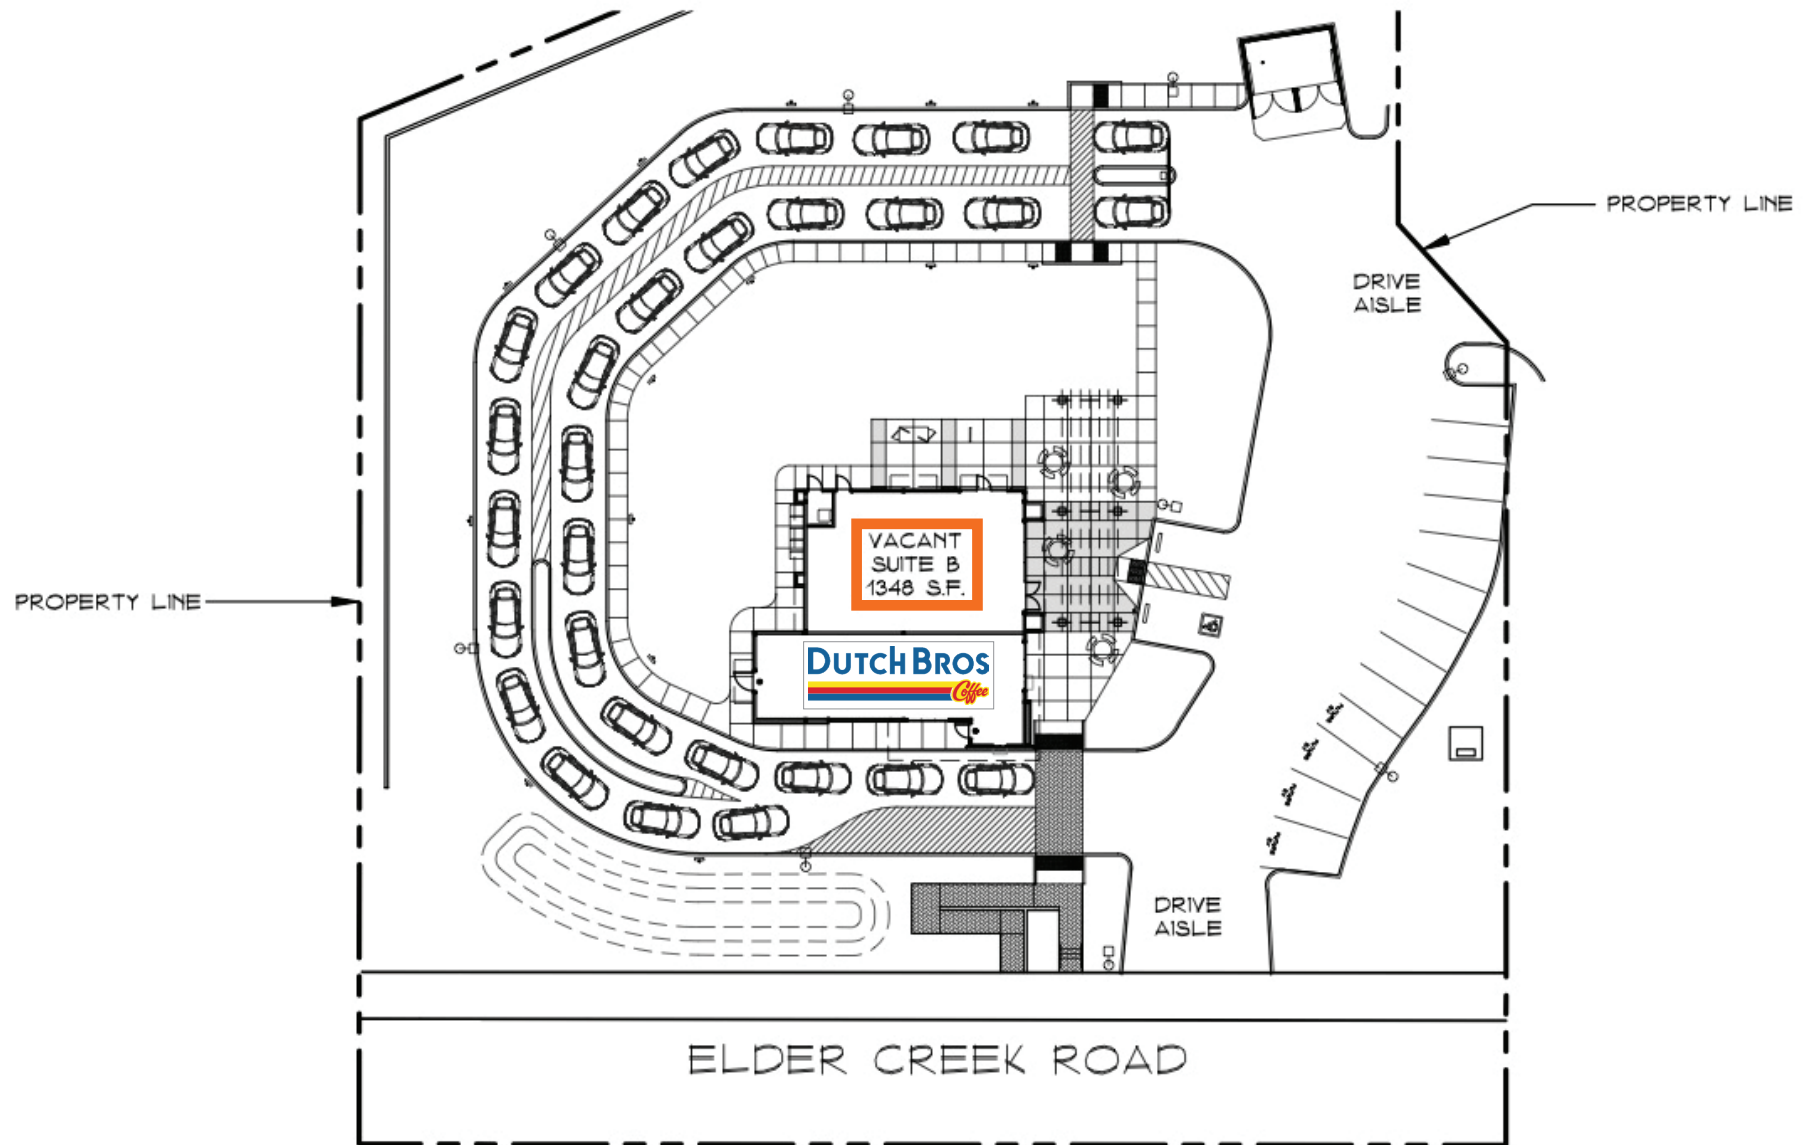 PROPERTY LINE
DRIVE
AISLE
VACANT
SUITE B
1348 S.F.
PROPERTY LINE
DUTCH BROS
Coffee
DRIVE
AISLE
ELDER CREEK ROAD